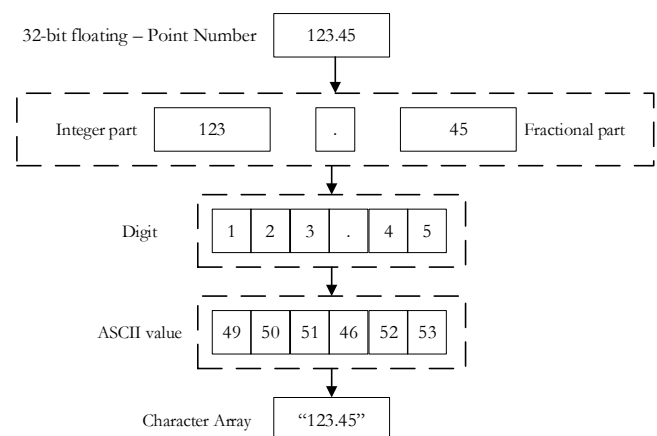 32-bit floating – Point Number 123.45
Integer part 123 . 45 Fractional part
Digit 1 2 3 . 4 5
ASCII value 49 50 51 46 52 53
Character Array “123.45”